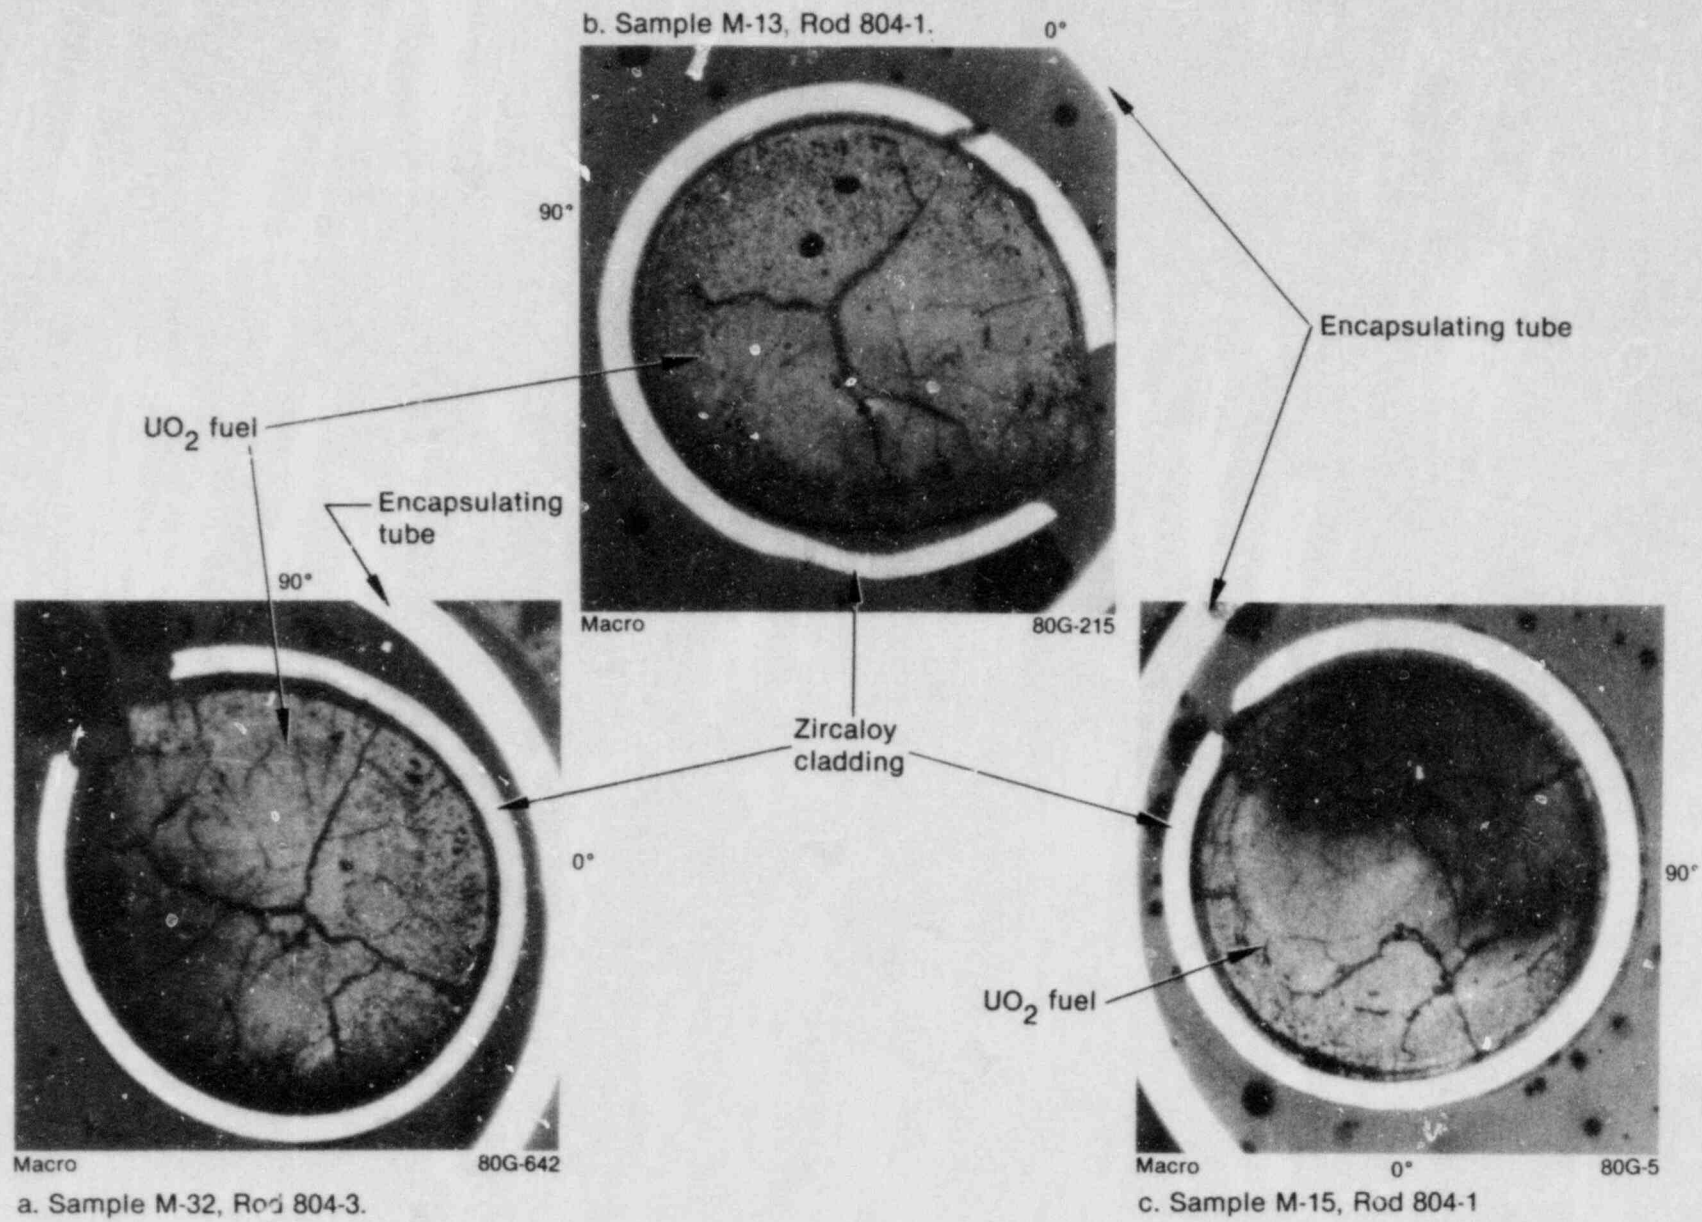 b. Sample M-13, Rod 804-1.
0°
90°
Encapsulating tube
UO₂ fuel
Encapsulating
tube
90°
Macro
80G-215
Zircaloy
cladding
0°
90°
UO₂ fuel
Macro
80G-642
Macro
0°
80G-5
a. Sample M-32, Rod 804-3.
c. Sample M-15, Rod 804-1